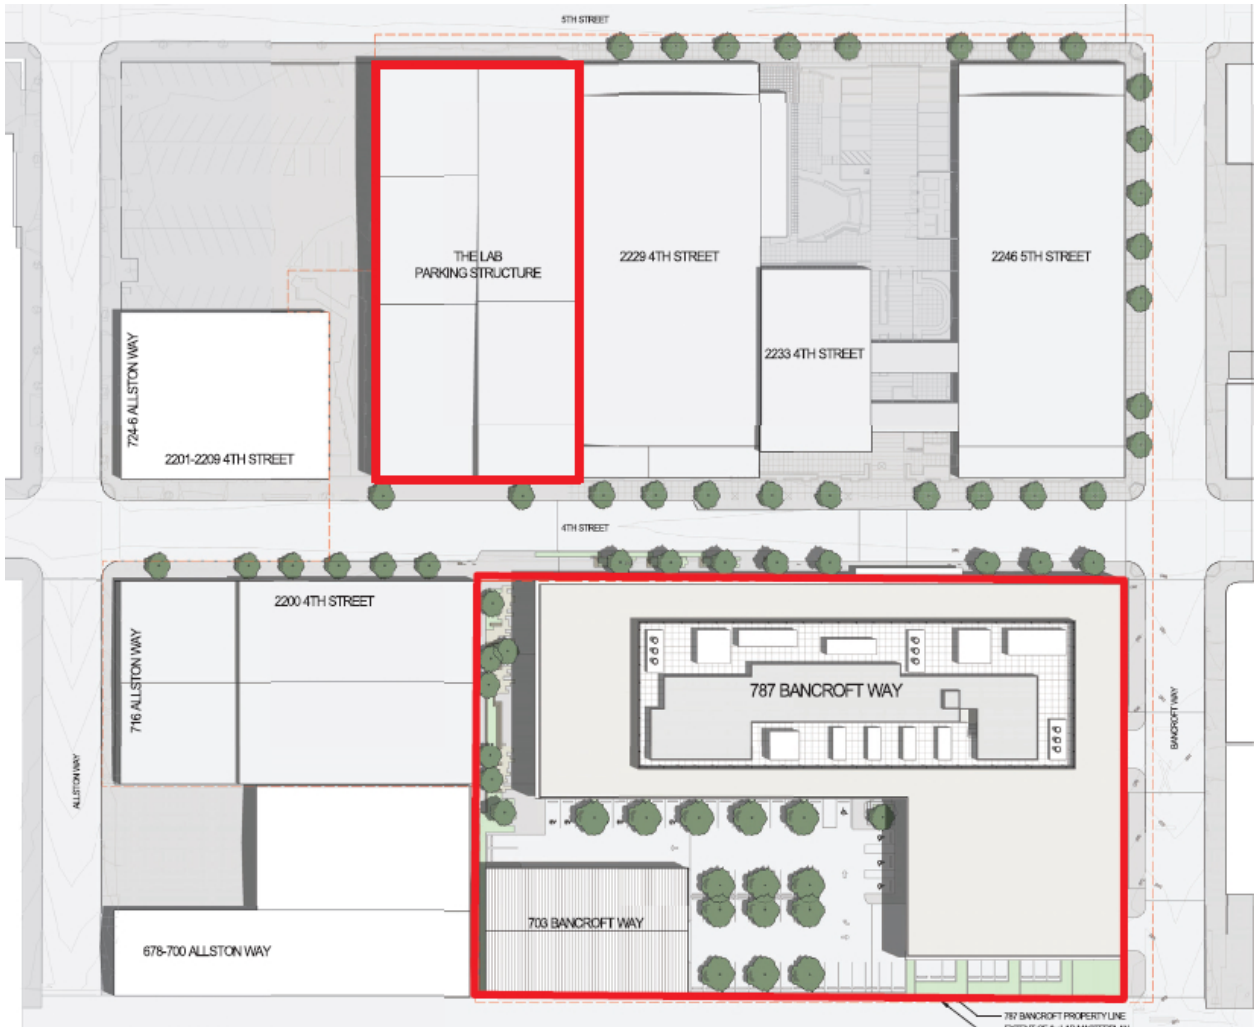 5TH STREET
THE LAB
PARKING STRUCTURE
2229 4TH STREET
2246 5TH STREET
2233 4TH STREET
724-6 ALLSTON WAY
2201-2209 4TH STREET
4TH STREET
2200 4TH STREET
716 ALLSTON WAY
787 BANCROFT WAY
BANCROFT WAY
ALLSTON WAY
703 BANCROFT WAY
678-700 ALLSTON WAY
787 BANCROFT PROPERTY LINE